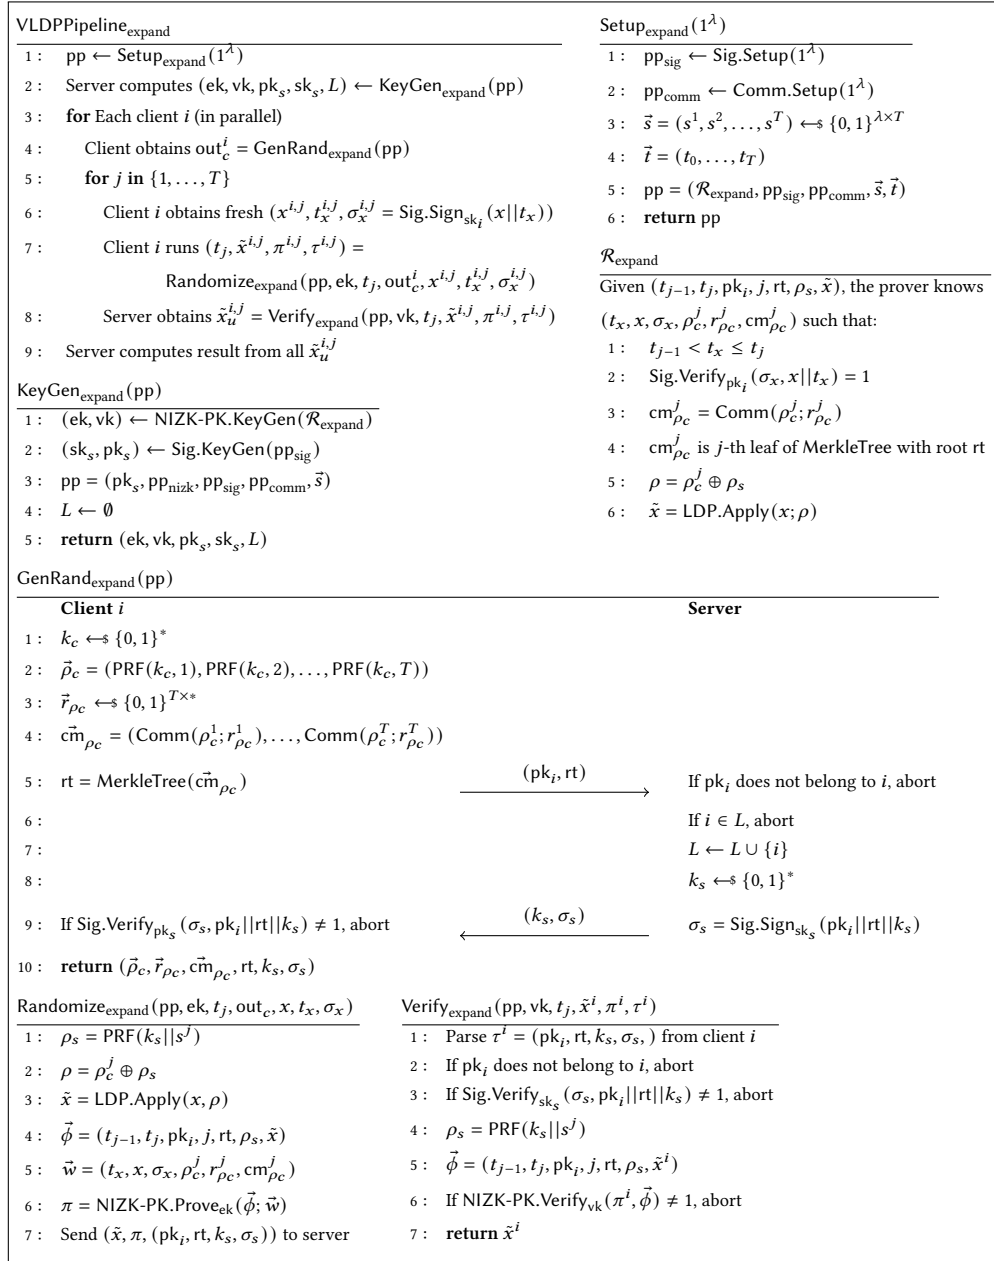 VLDPPipeline_expand
1 : pp ← Setup_expand(1^λ)
2 : Server computes (ek, vk, pk_s, sk_s, L) ← KeyGen_expand(pp)
3 : for Each client i (in parallel)
4 : Client obtains out_c^i = GenRand_expand(pp)
5 : for j in {1, . . . , T}
6 : Client i obtains fresh (x^{i,j}, t_x^{i,j}, σ_x^{i,j} = Sig.Sign_{sk_i}(x||t_x))
7 : Client i runs (t_j, x̃^{i,j}, π^{i,j}, τ^{i,j}) =
Randomize_expand(pp, ek, t_j, out_c^i, x^{i,j}, t_x^{i,j}, σ_x^{i,j})
8 : Server obtains x̃_u^{i,j} = Verify_expand(pp, vk, t_j, x̃^{i,j}, π^{i,j}, τ^{i,j})
9 : Server computes result from all x̃_u^{i,j}
Setup_expand(1^λ)
1 : pp_sig ← Sig.Setup(1^λ)
2 : pp_comm ← Comm.Setup(1^λ)
3 : s⃗ = (s^1, s^2, . . . , s^T) ←$ {0, 1}^{λ×T}
4 : t⃗ = (t_0, . . . , t_T)
5 : pp = (R_expand, pp_sig, pp_comm, s⃗, t⃗)
6 : return pp
R_expand
Given (t_{j−1}, t_j, pk_i, j, rt, ρ_s, x̃), the prover knows
(t_x, x, σ_x, ρ_c^j, r_{ρ_c}^j, cm_{ρ_c}^j) such that:
1 : t_{j−1} < t_x ≤ t_j
2 : Sig.Verify_{pk_i}(σ_x, x||t_x) = 1
3 : cm_{ρ_c}^j = Comm(ρ_c^j; r_{ρ_c}^j)
4 : cm_{ρ_c}^j is j-th leaf of MerkleTree with root rt
5 : ρ = ρ_c^j ⊕ ρ_s
6 : x̃ = LDP.Apply(x; ρ)
KeyGen_expand(pp)
1 : (ek, vk) ← NIZK-PK.KeyGen(R_expand)
2 : (sk_s, pk_s) ← Sig.KeyGen(pp_sig)
3 : pp = (pk_s, pp_nizk, pp_sig, pp_comm, s⃗)
4 : L ← ∅
5 : return (ek, vk, pk_s, sk_s, L)
GenRand_expand(pp)
Client i Server
1 : k_c ←$ {0, 1}^*
2 : ρ⃗_c = (PRF(k_c, 1), PRF(k_c, 2), . . . , PRF(k_c, T))
3 : r⃗_{ρ_c} ←$ {0, 1}^{T×*}
4 : cm⃗_{ρ_c} = (Comm(ρ_c^1; r_{ρ_c}^1), . . . , Comm(ρ_c^T; r_{ρ_c}^T))
5 : rt = MerkleTree(cm⃗_{ρ_c}) (pk_i, rt) If pk_i does not belong to i, abort
6 : If i ∈ L, abort
7 : L ← L ∪ {i}
8 : k_s ←$ {0, 1}^*
9 : If Sig.Verify_{pk_s}(σ_s, pk_i||rt||k_s) ≠ 1, abort (k_s, σ_s) σ_s = Sig.Sign_{sk_s}(pk_i||rt||k_s)
10 : return (ρ⃗_c, r⃗_{ρ_c}, cm⃗_{ρ_c}, rt, k_s, σ_s)
Randomize_expand(pp, ek, t_j, out_c, x, t_x, σ_x)
1 : ρ_s = PRF(k_s||s^j)
2 : ρ = ρ_c^j ⊕ ρ_s
3 : x̃ = LDP.Apply(x, ρ)
4 : ϕ⃗ = (t_{j−1}, t_j, pk_i, j, rt, ρ_s, x̃)
5 : w⃗ = (t_x, x, σ_x, ρ_c^j, r_{ρ_c}^j, cm_{ρ_c}^j)
6 : π = NIZK-PK.Prove_ek(ϕ⃗; w⃗)
7 : Send (x̃, π, (pk_i, rt, k_s, σ_s)) to server
Verify_expand(pp, vk, t_j, x̃^i, π^i, τ^i)
1 : Parse τ^i = (pk_i, rt, k_s, σ_s, ) from client i
2 : If pk_i does not belong to i, abort
3 : If Sig.Verify_{sk_s}(σ_s, pk_i||rt||k_s) ≠ 1, abort
4 : ρ_s = PRF(k_s||s^j)
5 : ϕ⃗ = (t_{j−1}, t_j, pk_i, j, rt, ρ_s, x̃^i)
6 : If NIZK-PK.Verify_vk(π^i, ϕ⃗) ≠ 1, abort
7 : return x̃^i